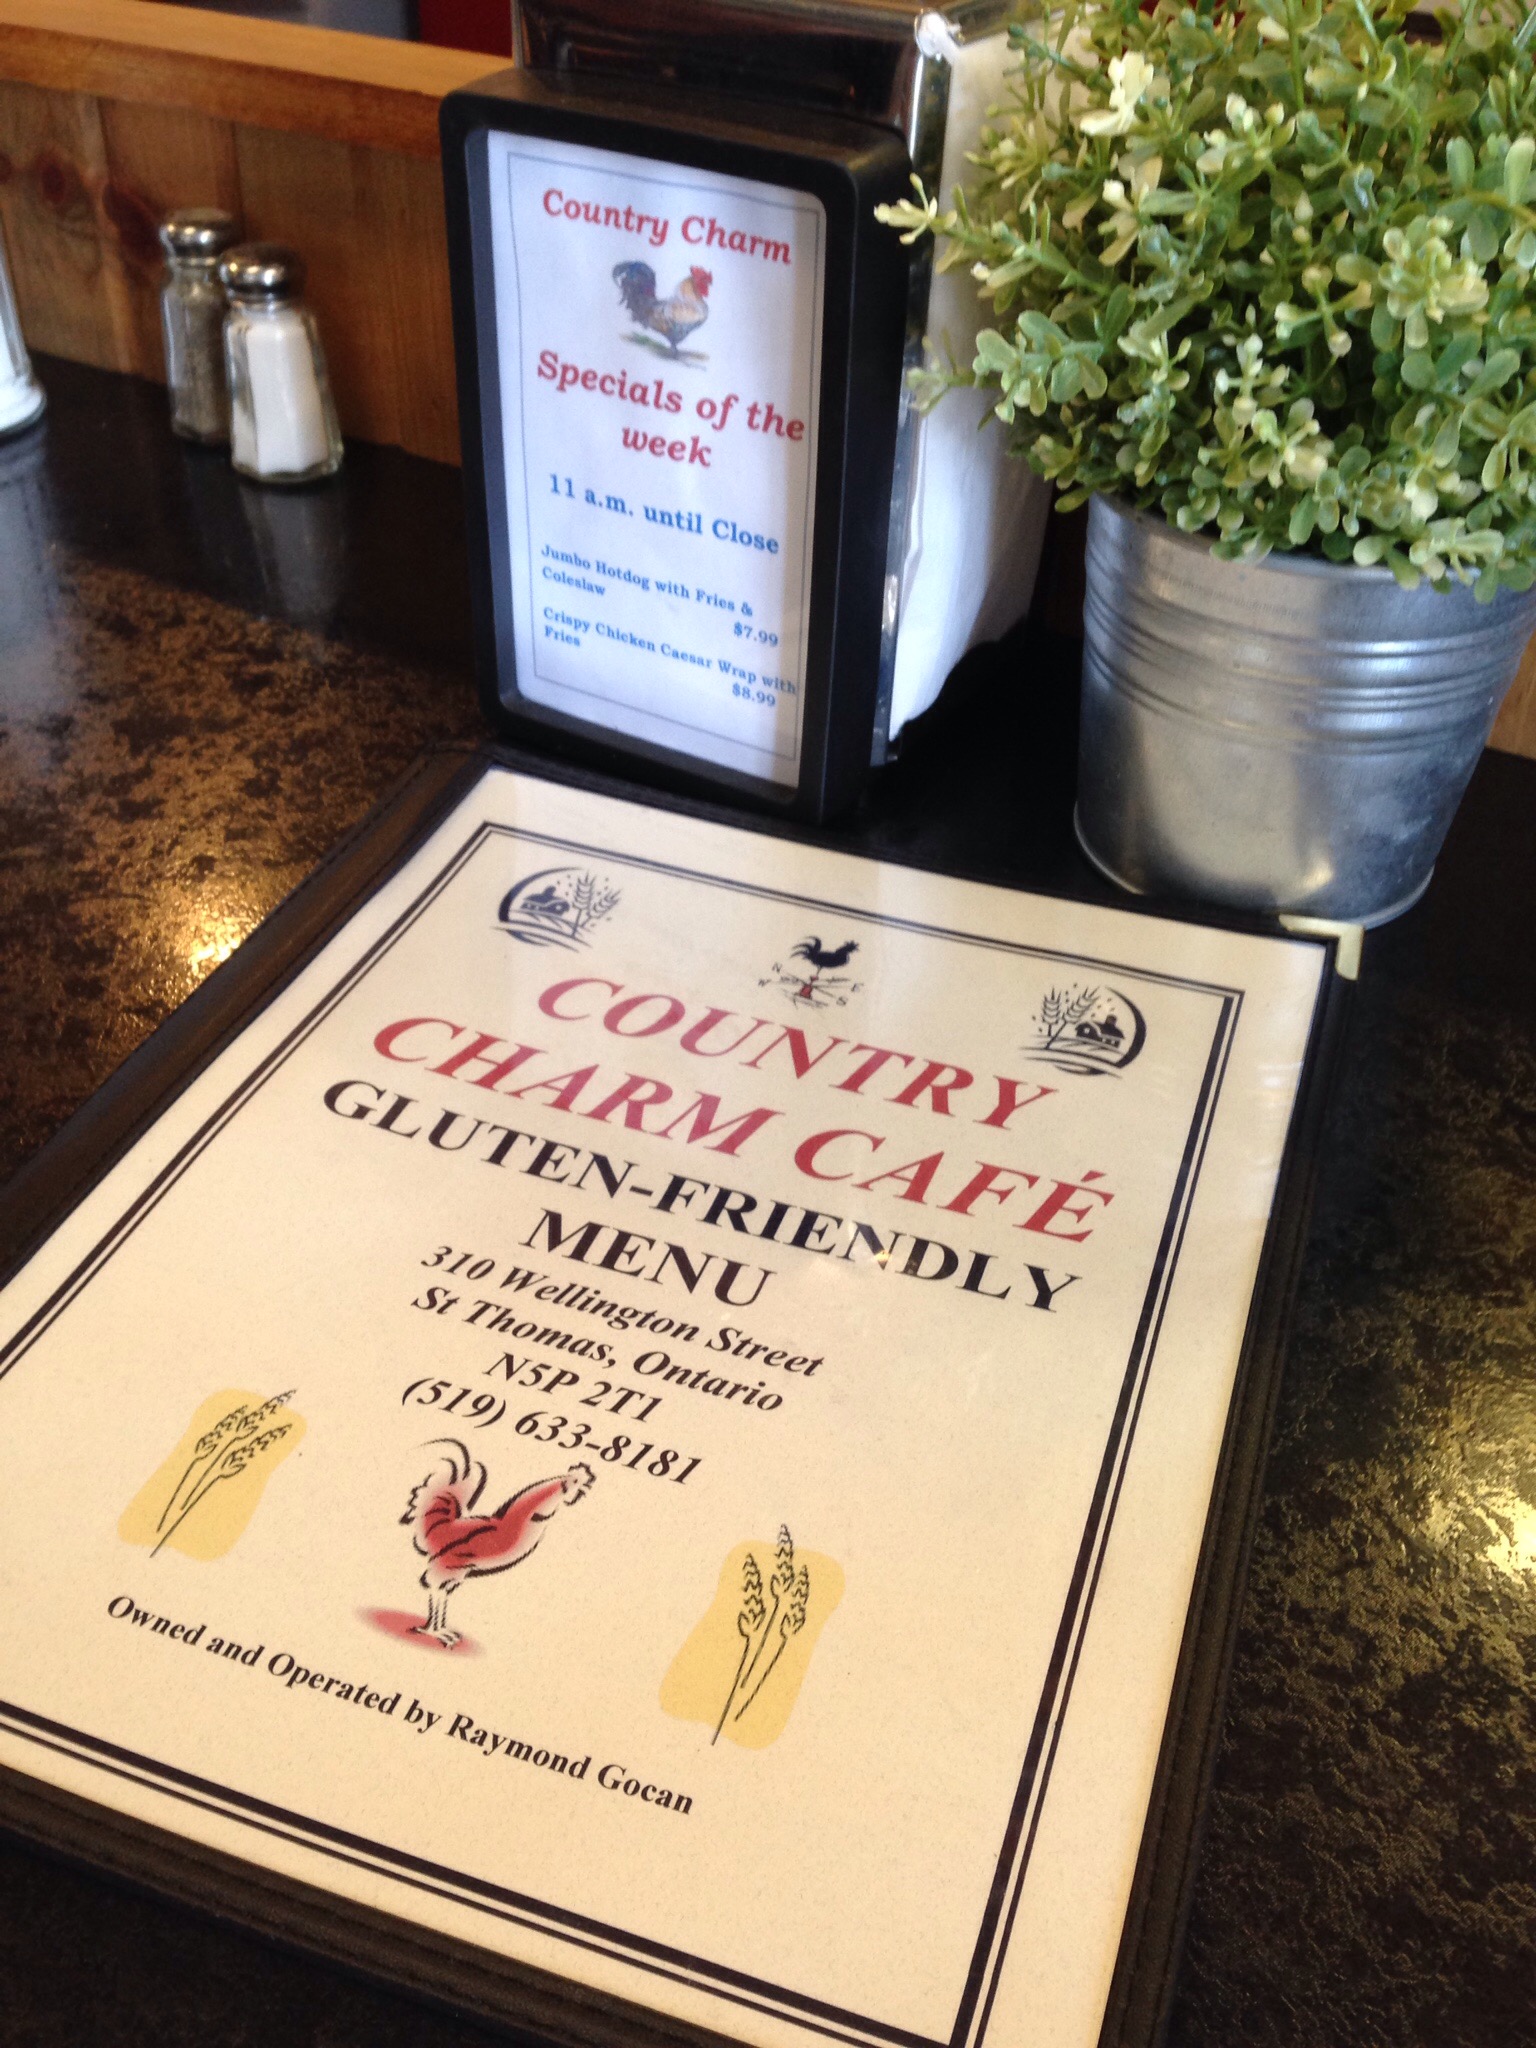 Country Charm
Specials of the
week
11 a.m. until Close
Jumbo Hotdog with Fries &
Coleslaw
$7.99
Crispy Chicken Caesar Wrap with
Fries
$8.99
N
E
W
S
COUNTRY
CHARM CAFÉ
GLUTEN-FRIENDLY
MENU
310 Wellington Street
St Thomas, Ontario
N5P 2T1
(519) 633-8181
Owned and Operated by Raymond Gocan